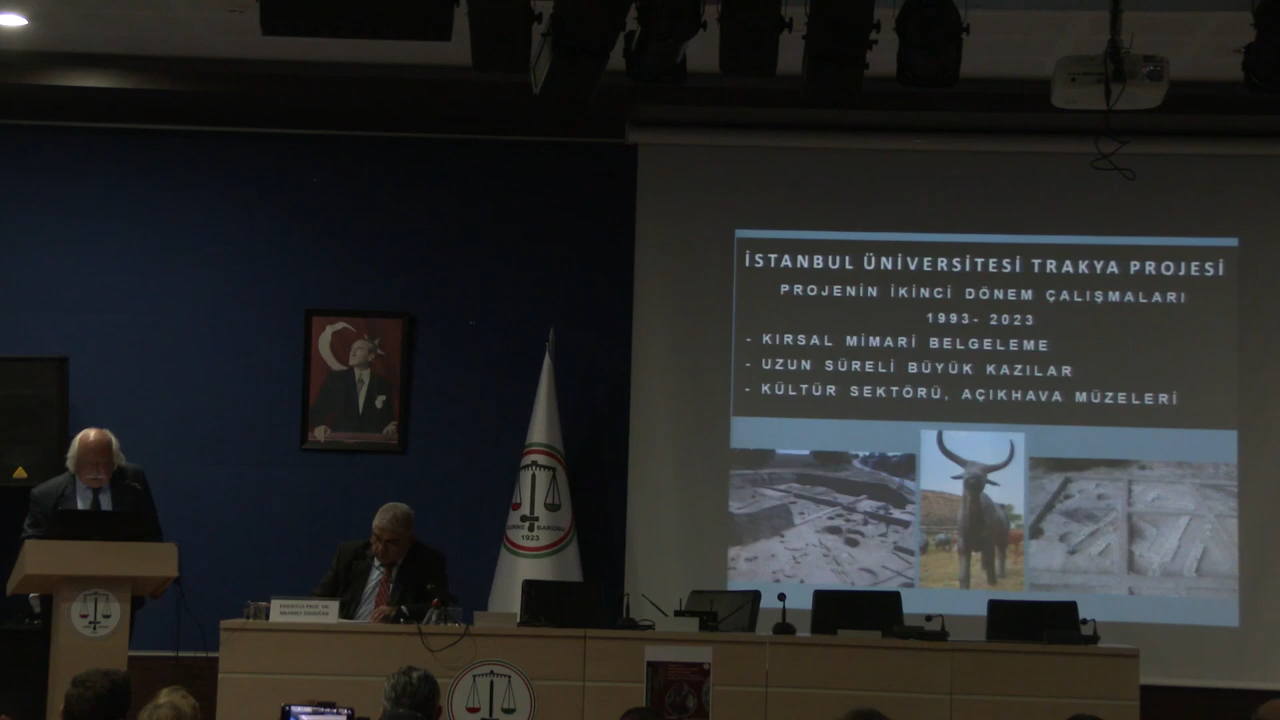 İSTANBUL ÜNİVERSİTESİ TRAKYA PROJESİ
PROJENİN İKİNCİ DÖNEM ÇALIŞMALARI
1993- 2023
- KIRSAL MİMARİ BELGELEME
- UZUN SÜRELİ BÜYÜK KAZILAR
- KÜLTÜR SEKTÖRÜ, AÇIKHAVA MÜZELERİ
BAROSU
1923